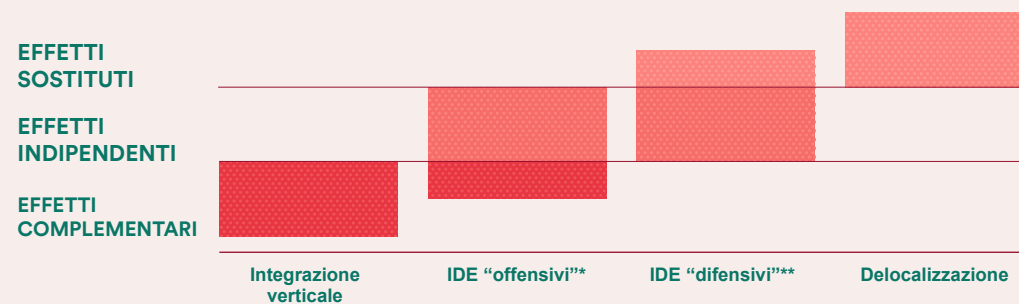 EFFETTI
SOSTITUTI
EFFETTI
INDIPENDENTI
EFFETTI
COMPLEMENTARI
Integrazione
verticale
IDE “offensivi”*
IDE “difensivi”**
Delocalizzazione